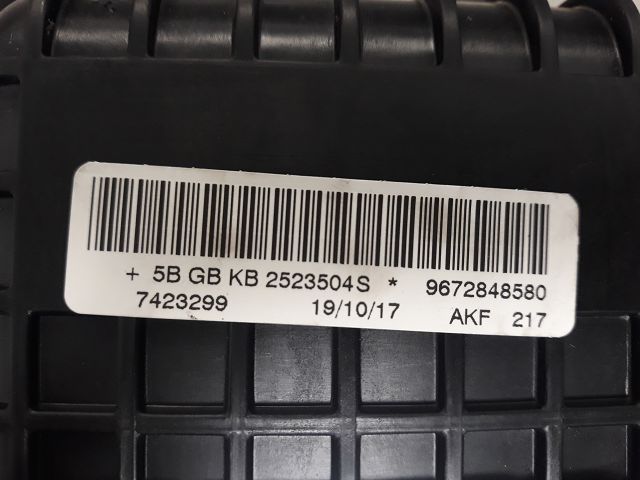 + 5B GB KB 2523504S * 9672848580
7423299 19/10/17 AKF 217